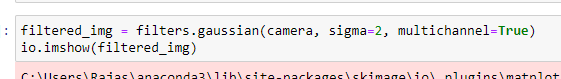 : filtered_img = filters.gaussian(camera, sigma=2, multichannel=True)
io.imshow(filtered_img)
C:\Users\Rajas\anaconda3\lib\site-packages\skimage\io\_plugins\matplot